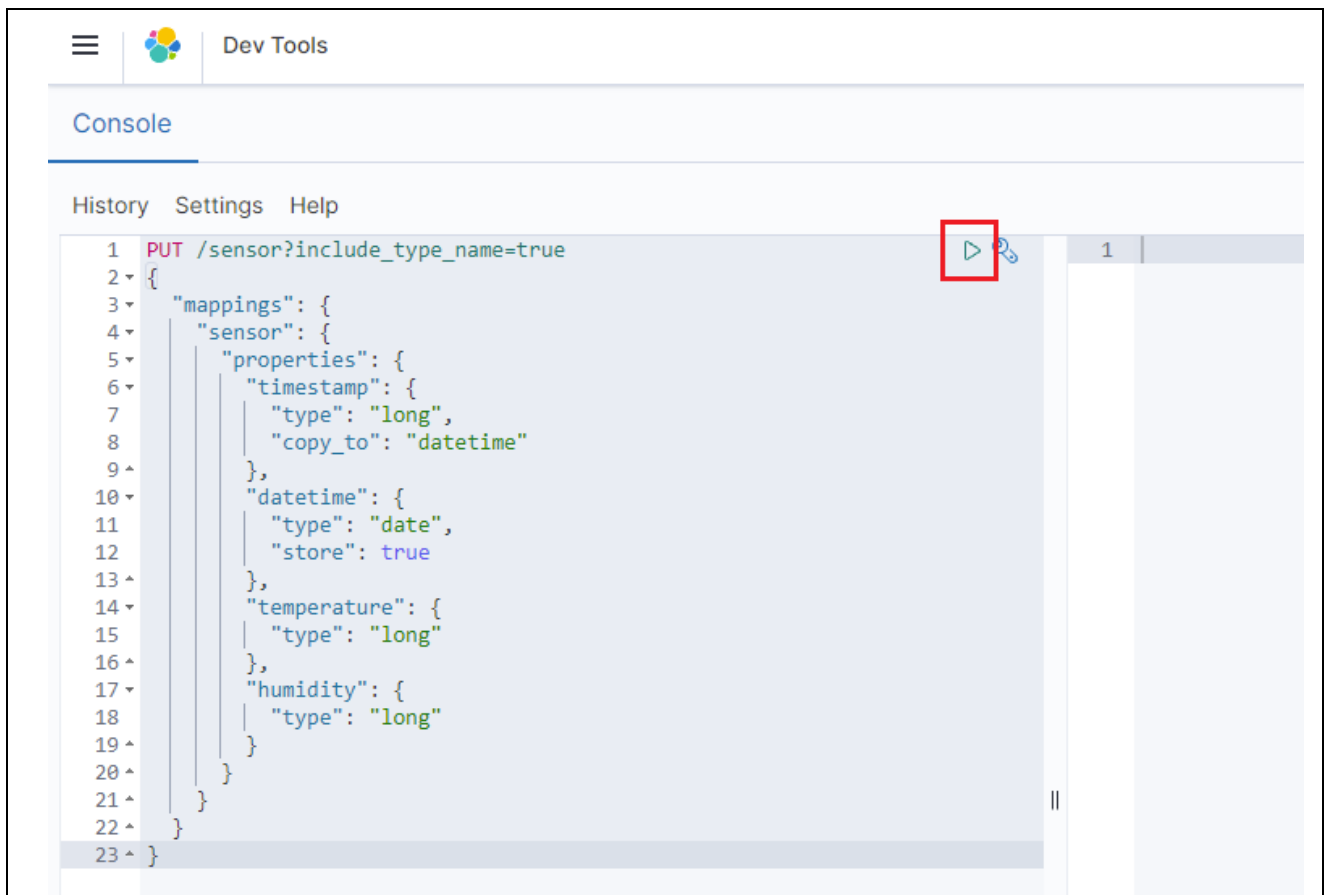 Dev Tools
Console
History Settings Help
1 PUT /sensor?include_type_name=true 1
2 {
3 "mappings": {
4 "sensor": {
5 "properties": {
6 "timestamp": {
7 "type": "long",
8 "copy_to": "datetime"
9 },
10 "datetime": {
11 "type": "date",
12 "store": true
13 },
14 "temperature": {
15 "type": "long"
16 },
17 "humidity": {
18 "type": "long"
19 }
20 }
21 }
22 }
23 }